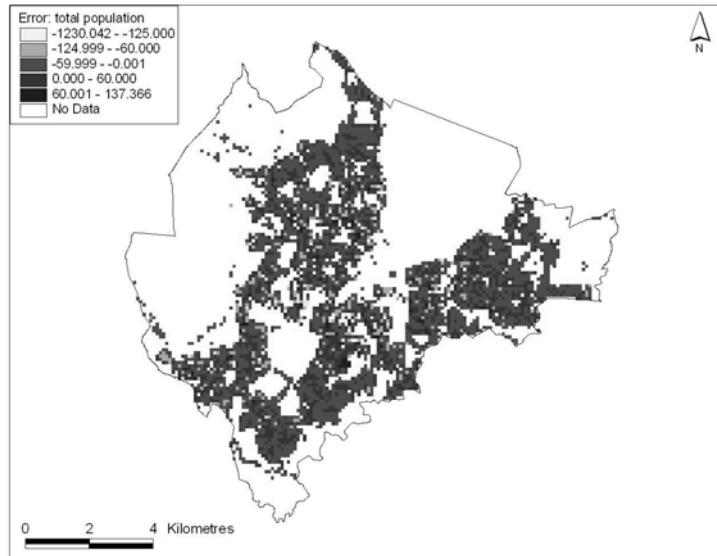 Error: total population
-1230.042 - -125.000
-124.999 - -60.000
-59.999 - -0.001
0.000 - 60.000
60.001 - 137.366
No Data
N
0 2 4 Kilometres